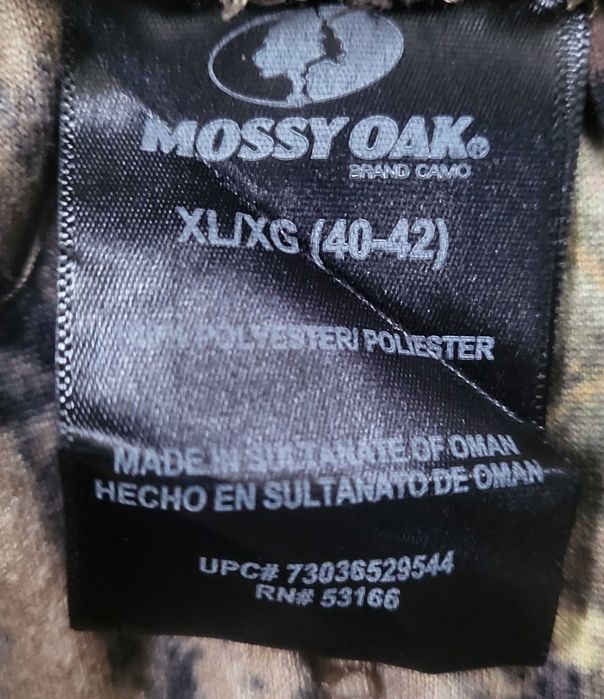 MOSSY OAK®
BRAND CAMO
XL/XG (40-42)
POLYESTER/ POLIESTER
MADE IN SULTANATE OF OMAN
HECHO EN SULTANATO DE OMAN
UPC# 73036529544
RN# 53166